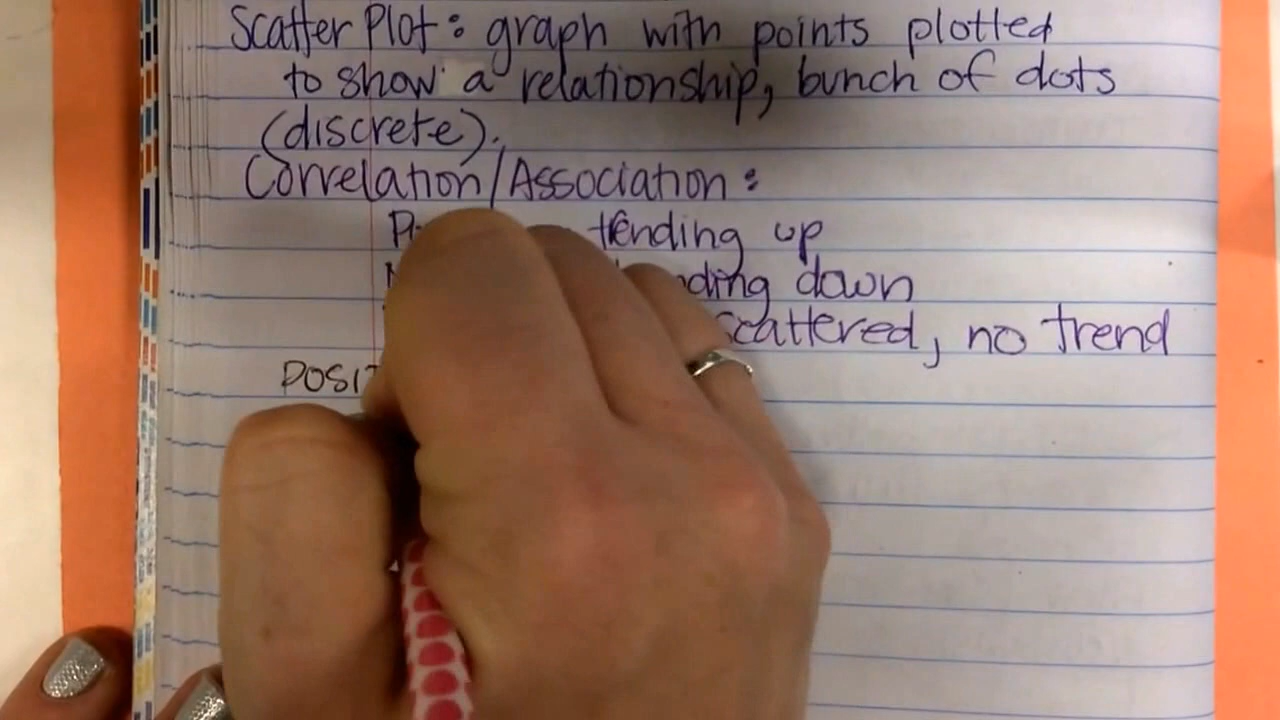 Scatter Plot: graph with points plotted
to show a relationship, bunch of dots
(discrete).
Correlation/Association:
trending up
down
scattered, no trend